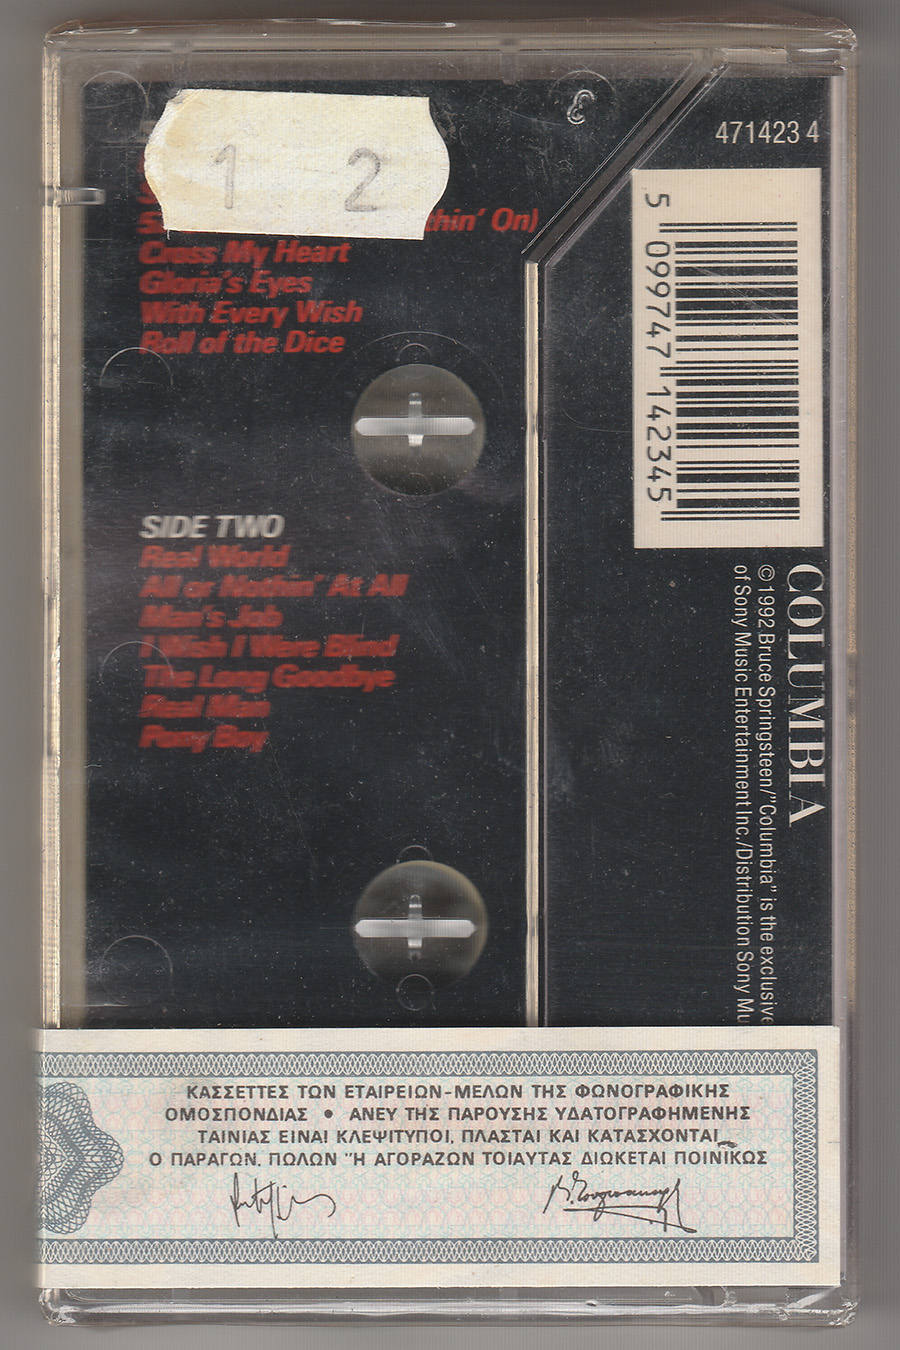 1 2
thin' On)
Cross My Heart
Gloria's Eyes
With Every Wish
Roll of the Dice
SIDE TWO
Real World
All or Nothin' At All
Man's Job
I Wish I Were Blind
The Long Goodbye
Real Man
Pony Boy
471423 4
5 099747 142345
COLUMBIA
© 1992 Bruce Springsteen/"Columbia" is the exclusive
of Sony Music Entertainment Inc./Distribution Sony Mu
ΚΑΣΣΕΤΤΕΣ ΤΩΝ ΕΤΑΙΡΕΙΩΝ-ΜΕΛΩΝ ΤΗΣ ΦΩΝΟΓΡΑΦΙΚΗΣ
ΟΜΟΣΠΟΝΔΙΑΣ • ΑΝΕΥ ΤΗΣ ΠΑΡΟΥΣΗΣ ΥΔΑΤΟΓΡΑΦΗΜΕΝΗΣ
ΤΑΙΝΙΑΣ ΕΙΝΑΙ ΚΛΕΨΙΤΥΠΟΙ, ΠΛΑΣΤΑΙ ΚΑΙ ΚΑΤΑΣΧΟΝΤΑΙ
Ο ΠΑΡΑΓΩΝ, ΠΩΛΩΝ "Η ΑΓΟΡΑΖΩΝ ΤΟΙΑΥΤΑΣ ΔΙΩΚΕΤΑΙ ΠΟΙΝΙΚΩΣ